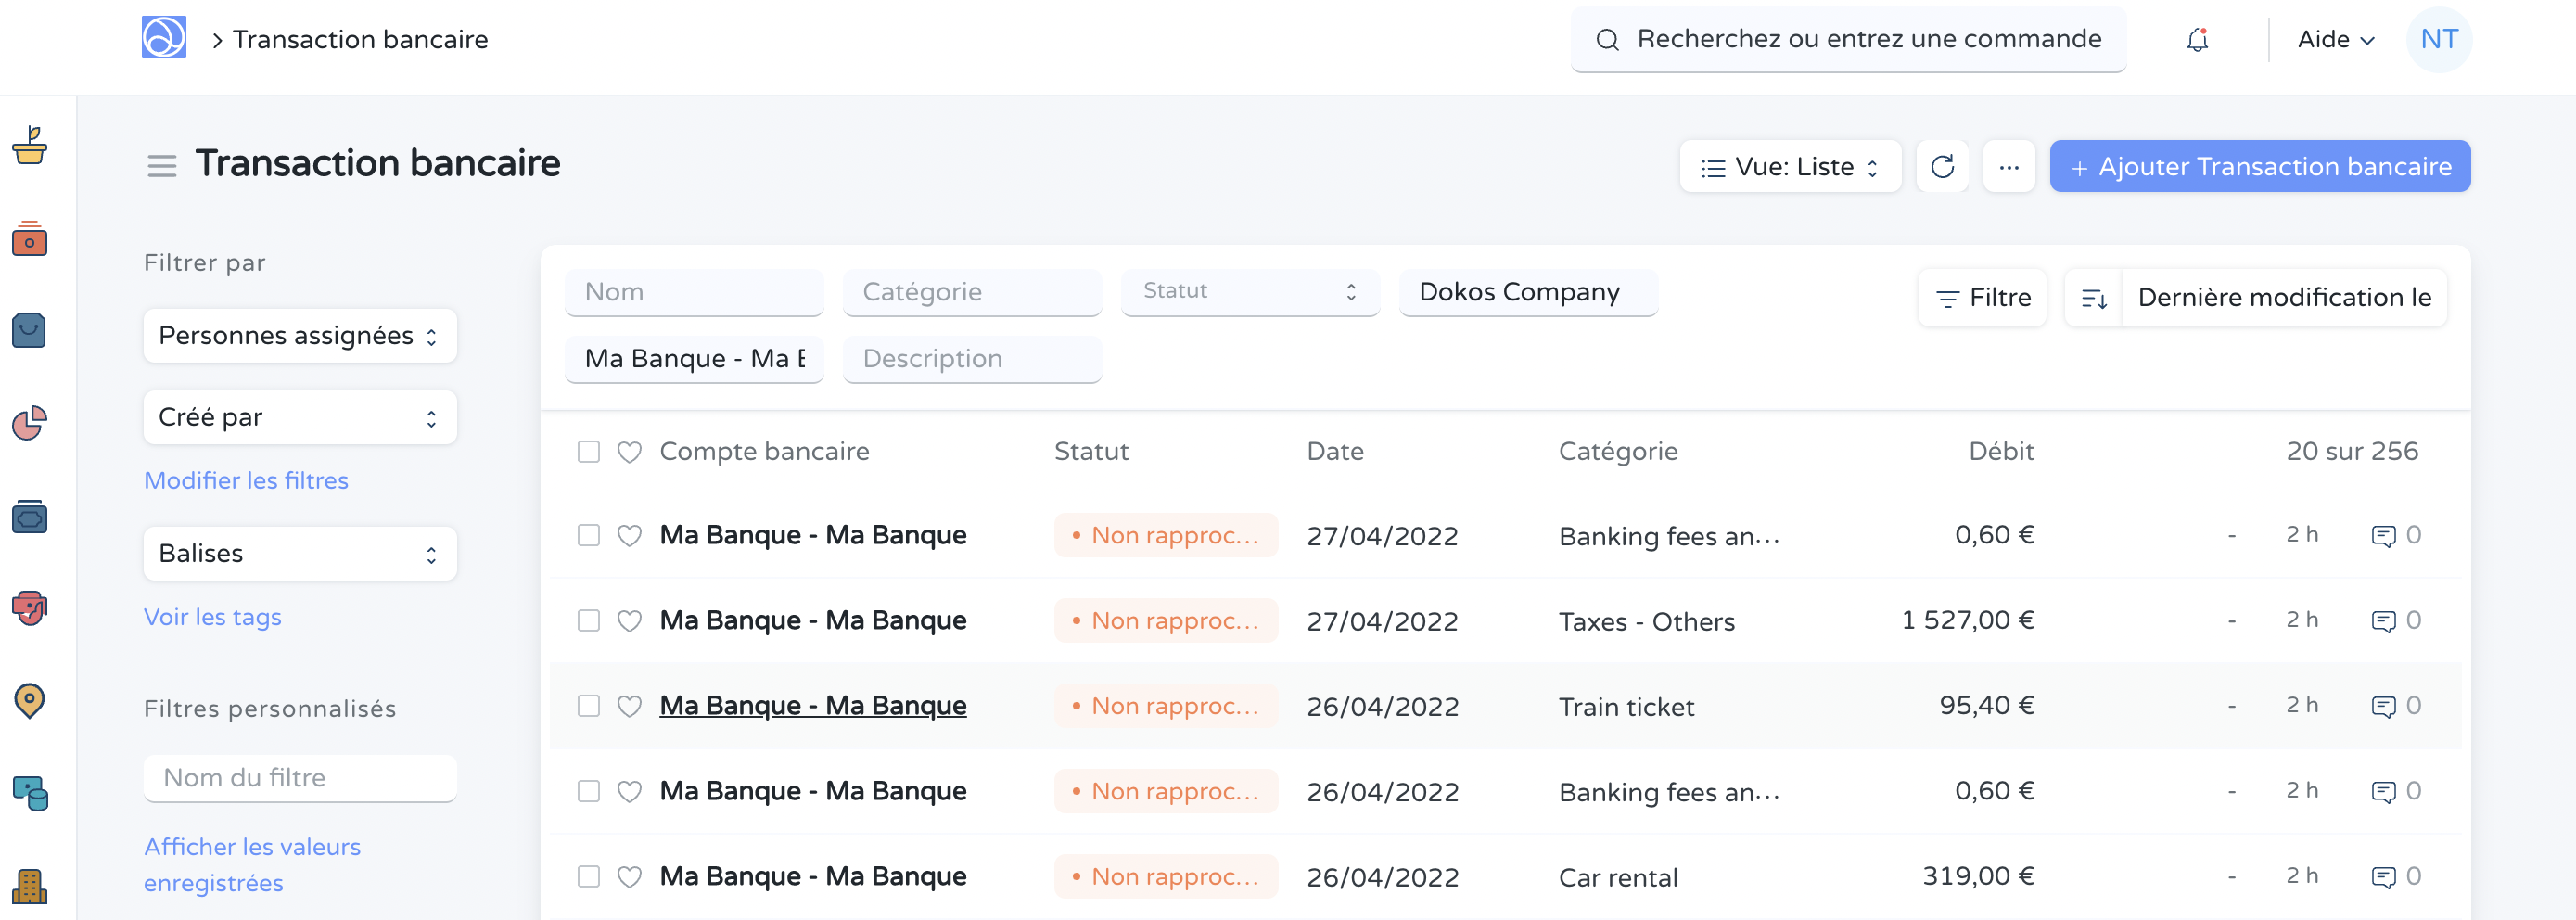 Transaction bancaire
Recherchez ou entrez une commande
Aide
NT
Transaction bancaire
Vue: Liste
...
+ Ajouter Transaction bancaire
Filtrer par
Personnes assignées
Créé par
Modifier les filtres
Balises
Voir les tags
Filtres personnalisés
Nom du filtre
Afficher les valeurs
enregistrées
Nom
Catégorie
Statut
Dokos Company
Filtre
Dernière modification le
Ma Banque - Ma
Description
Compte bancaire Statut Date Catégorie Débit 20 sur 256
Ma Banque - Ma Banque • Non rapproc... 27/04/2022 Banking fees an... 0,60 € - 2 h 0
Ma Banque - Ma Banque • Non rapproc... 27/04/2022 Taxes - Others 1 527,00 € - 2 h 0
Ma Banque - Ma Banque • Non rapproc... 26/04/2022 Train ticket 95,40 € - 2 h 0
Ma Banque - Ma Banque • Non rapproc... 26/04/2022 Banking fees an... 0,60 € - 2 h 0
Ma Banque - Ma Banque • Non rapproc... 26/04/2022 Car rental 319,00 € - 2 h 0